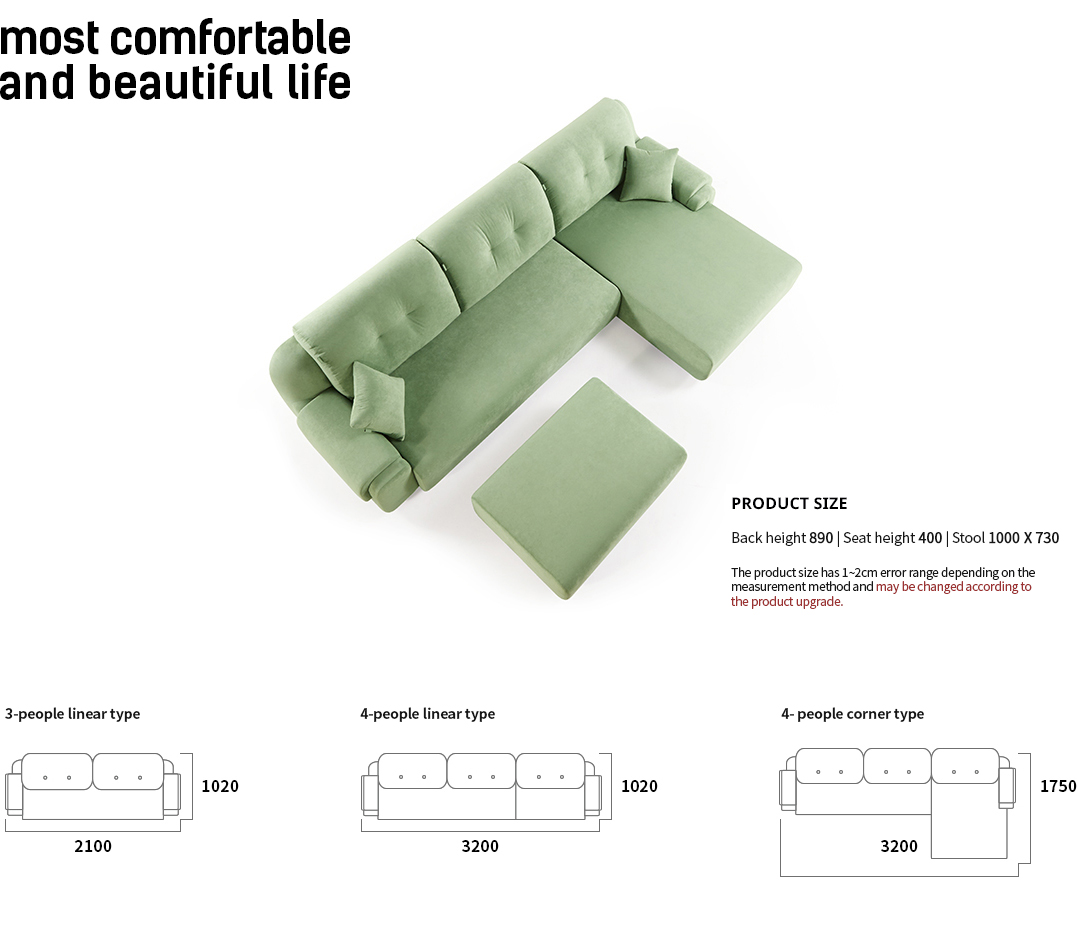 most comfortable
and beautiful life
PRODUCT SIZE
Back height 890 | Seat height 400 | Stool 1000 X 730
The product size has 1~2cm error range depending on the
measurement method and may be changed according to
the product upgrade.
3-people linear type
1020
2100
4-people linear type
1020
3200
4- people corner type
1750
3200